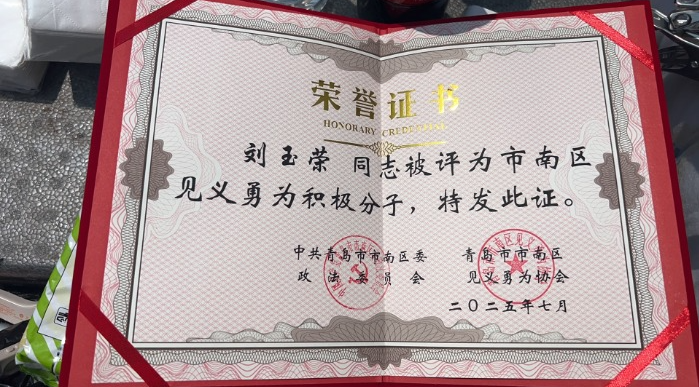 荣誉证书
HONORARY CREDENTIAL
刘玉荣 同志被评为市南区
见义勇为积极分子，特发此证。
中共青岛市市南区委 青岛市市南区
政法委员会 见义勇为协会
二〇二五年七月